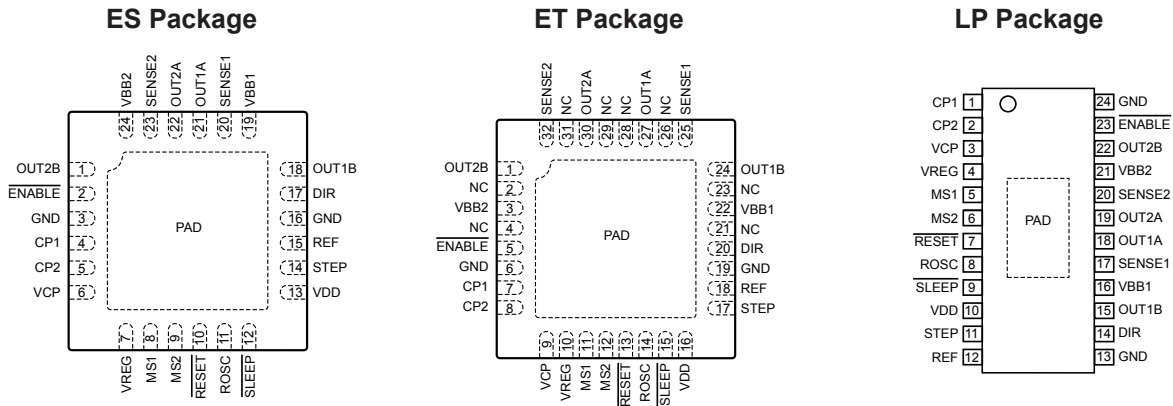 ES Package
ET Package
LP Package
VBB2
SENSE2
OUT2A
OUT1A
SENSE1
VBB1
24
23
22
21
20
19
OUT2B 1
ENABLE 2
GND 3
CP1 4
CP2 5
VCP 6
PAD
18 OUT1B
17 DIR
16 GND
15 REF
14 STEP
13 VDD
7
8
9
10
11
12
VREG
MS1
MS2
RESET
ROSC
SLEEP
SENSE2
NC
OUT2A
NC
NC
OUT1A
NC
SENSE1
32
31
30
29
28
27
26
25
OUT2B 1
NC 2
VBB2 3
NC 4
ENABLE 5
GND 6
CP1 7
CP2 8
PAD
24 OUT1B
23 NC
22 VBB1
21 NC
20 DIR
19 GND
18 REF
17 STEP
9
10
11
12
13
14
15
16
VCP
VREG
MS1
MS2
RESET
ROSC
SLEEP
VDD
CP1 1
CP2 2
VCP 3
VREG 4
MS1 5
MS2 6
RESET 7
ROSC 8
SLEEP 9
VDD 10
STEP 11
REF 12
PAD
24 GND
23 ENABLE
22 OUT2B
21 VBB2
20 SENSE2
19 OUT2A
18 OUT1A
17 SENSE1
16 VBB1
15 OUT1B
14 DIR
13 GND